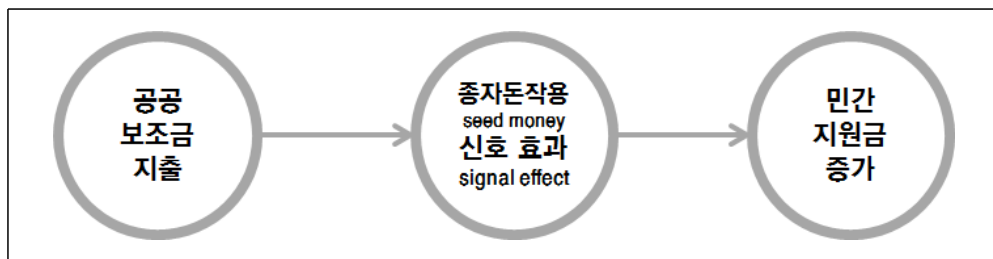 공공
보조금
지출
종자돈작용
seed money
신호 효과
signal effect
민간
지원금
증가